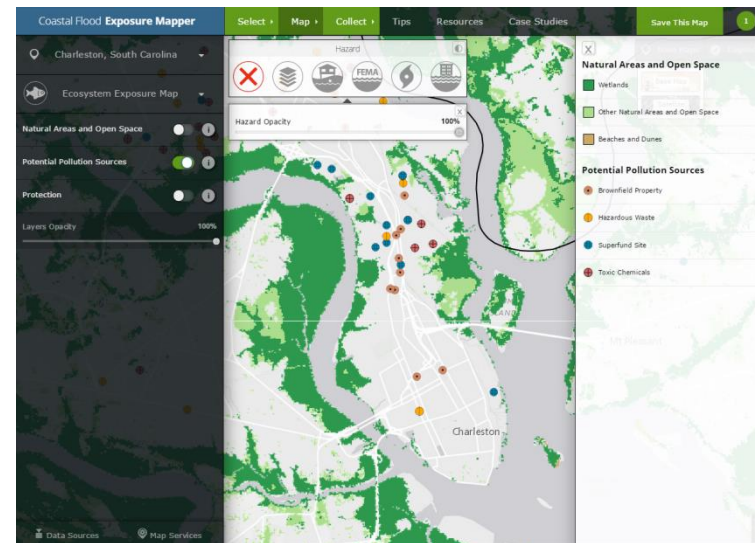 Coastal Flood Exposure Mapper
Select › Map › Collect › Tips Resources Case Studies
Save This Map
1
Charleston, South Carolina
Ecosystem Exposure Map
Natural Areas and Open Space
i
Potential Pollution Sources
i
Protection
i
Layers Opacity 100%
Data Sources Map Services
Hazard
FEMA
X
Hazard Opacity 100%
Charleston
X
Natural Areas and Open Space
Wetlands
Other Natural Areas and Open Space
Beaches and Dunes
Potential Pollution Sources
Brownfield Property
Hazardous Waste
Superfund Site
Toxic Chemicals
Mt Pleasant